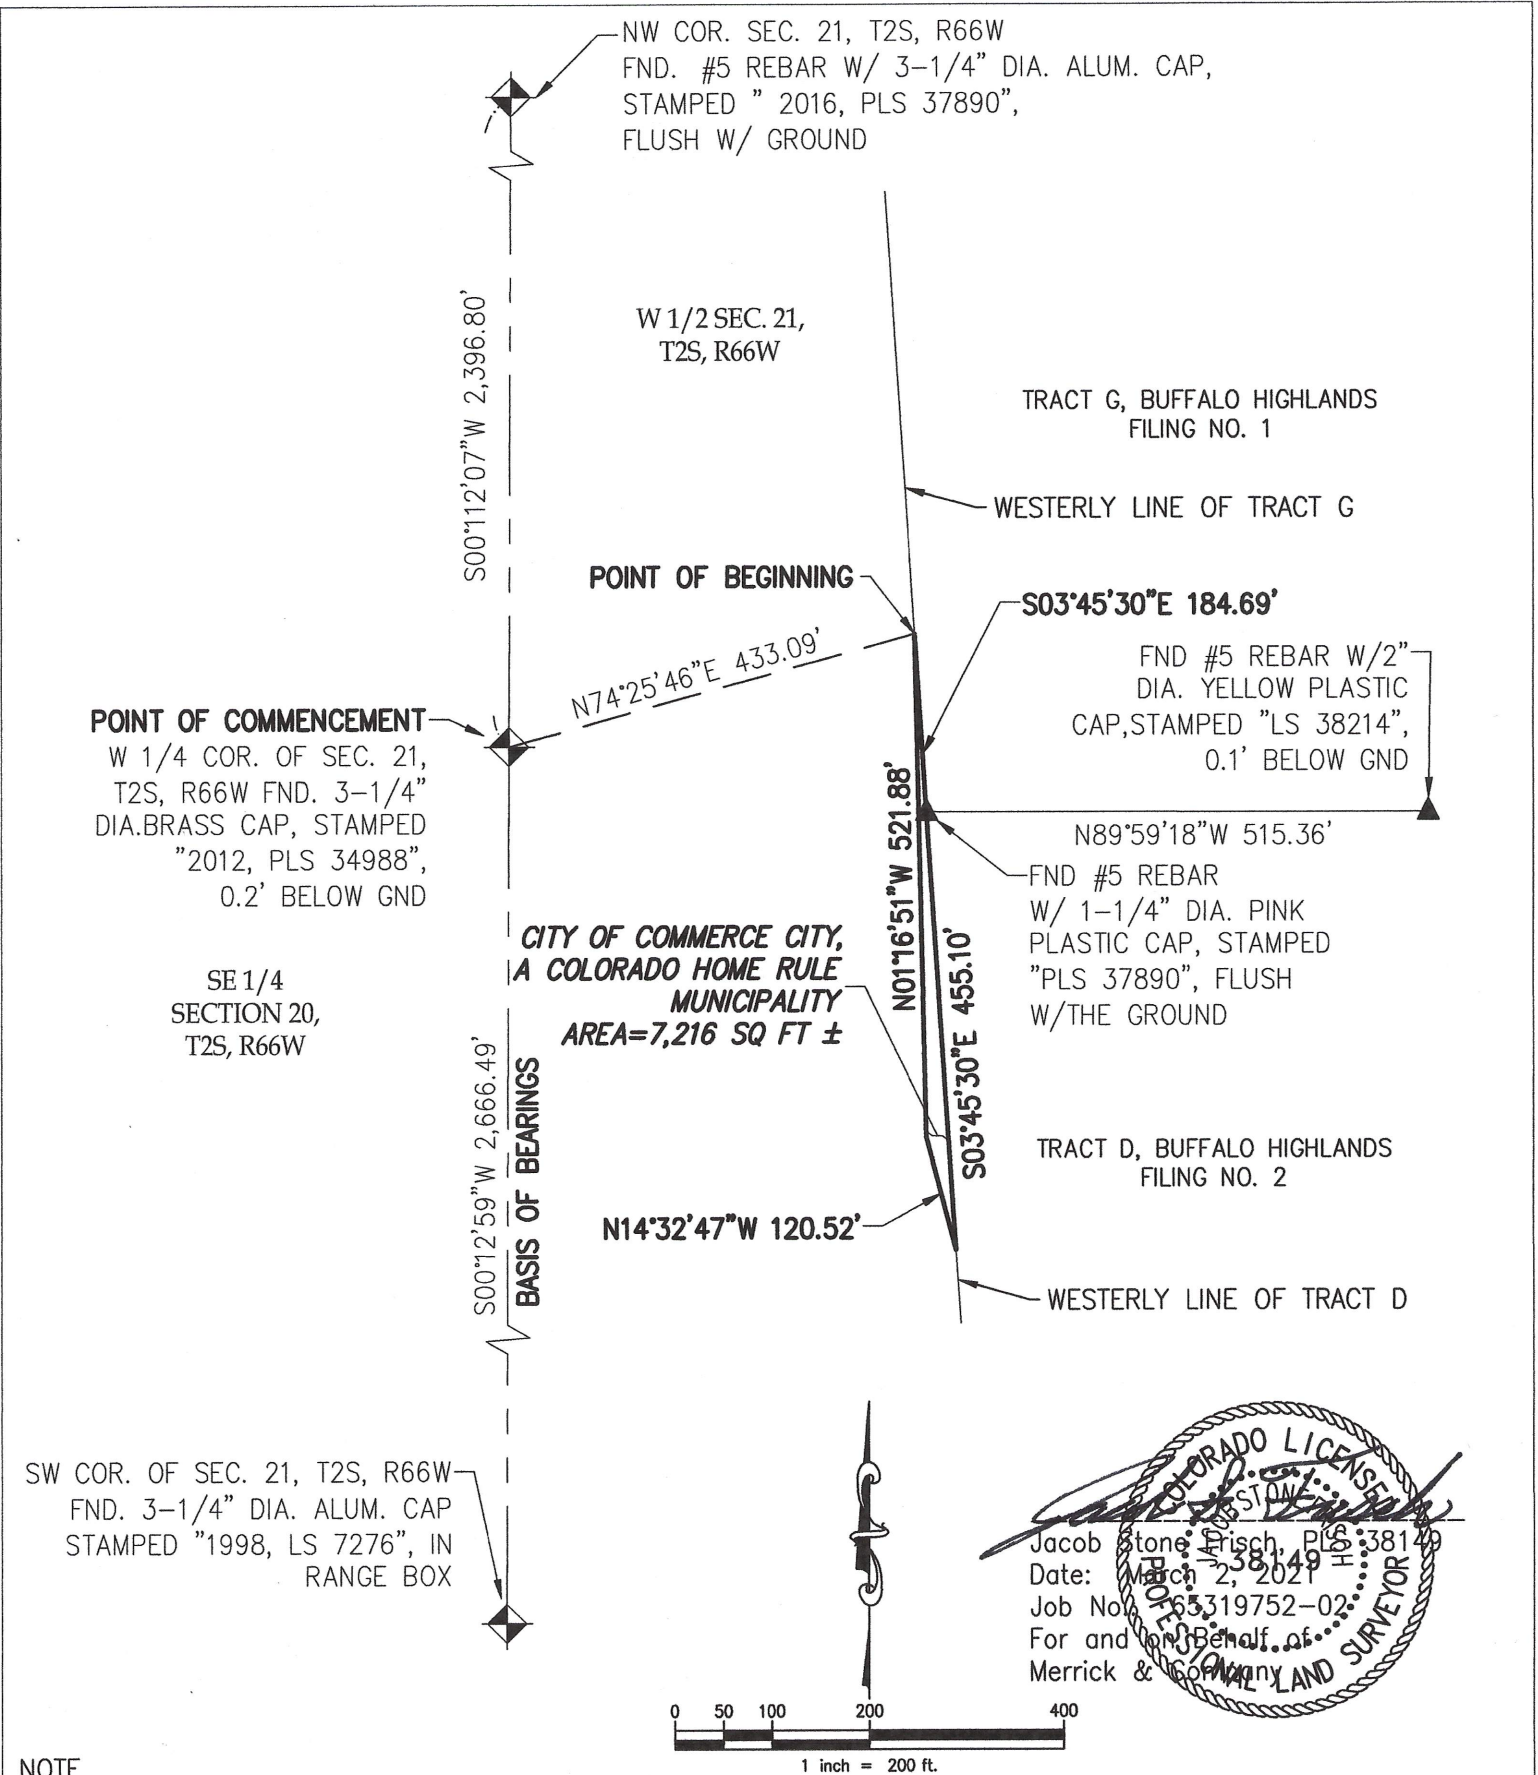 NW COR. SEC. 21, T2S, R66W
FND. #5 REBAR W/ 3-1/4" DIA. ALUM. CAP,
STAMPED " 2016, PLS 37890",
FLUSH W/ GROUND
S00°12'07"W 2,396.80'
W 1/2 SEC. 21,
T2S, R66W
TRACT G, BUFFALO HIGHLANDS
FILING NO. 1
WESTERLY LINE OF TRACT G
POINT OF BEGINNING
S03°45'30"E 184.69'
N74°25'46"E 433.09'
FND #5 REBAR W/2"
DIA. YELLOW PLASTIC
CAP,STAMPED "LS 38214",
0.1' BELOW GND
POINT OF COMMENCEMENT
W 1/4 COR. OF SEC. 21,
T2S, R66W FND. 3-1/4"
DIA.BRASS CAP, STAMPED
"2012, PLS 34988",
0.2' BELOW GND
N01°16'51"W 521.88'
N89°59'18"W 515.36'
FND #5 REBAR
W/ 1-1/4" DIA. PINK
PLASTIC CAP, STAMPED
"PLS 37890", FLUSH
W/THE GROUND
CITY OF COMMERCE CITY,
A COLORADO HOME RULE
MUNICIPALITY
AREA=7,216 SQ FT ±
S03°45'30"E 455.10'
SE 1/4
SECTION 20,
T2S, R66W
S00°12'59"W 2,666.49'
BASIS OF BEARINGS
TRACT D, BUFFALO HIGHLANDS
FILING NO. 2
N14°32'47"W 120.52'
WESTERLY LINE OF TRACT D
SW COR. OF SEC. 21, T2S, R66W
FND. 3-1/4" DIA. ALUM. CAP
STAMPED "1998, LS 7276", IN
RANGE BOX
COLORADO LICENSED
JACOB STONE FRISCH
38149
PROFESSIONAL LAND SURVEYOR
Jacob Stone Frisch, PLS 38149
Date: March 2, 2021
Job No. 65319752-02
For and on Behalf of
Merrick & Company
0 50 100 200 400
1 inch = 200 ft.
NOTE